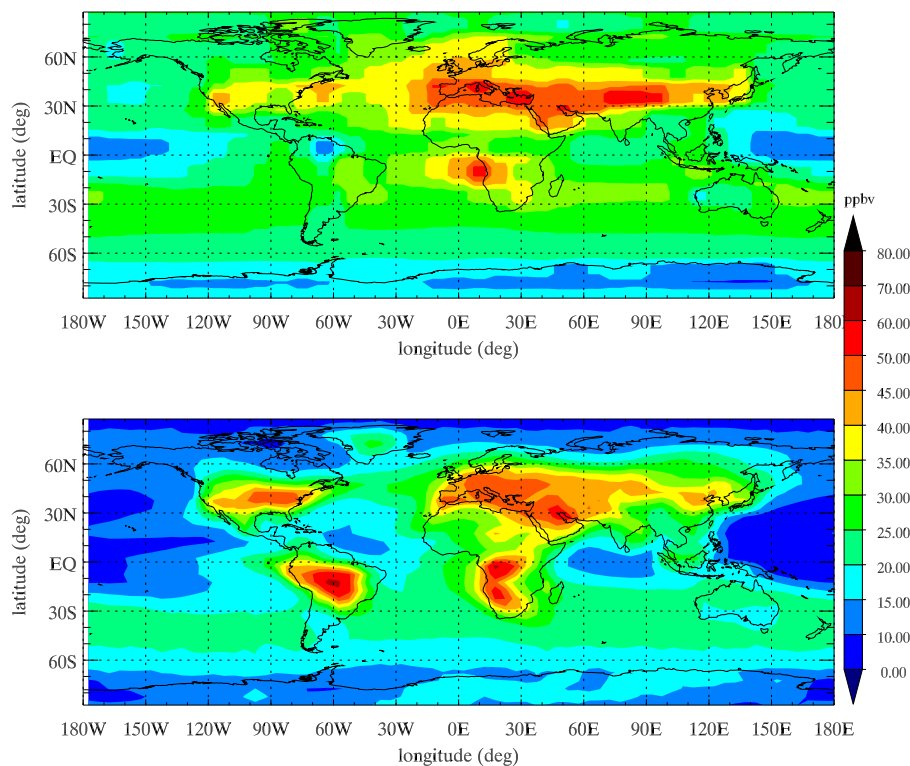 60N
30N
EQ
30S
60S
latitude (deg)
180W 150W 120W 90W 60W 30W 0E 30E 60E 90E 120E 150E 180E
longitude (deg)
ppbv
80.00
70.00
60.00
50.00
45.00
40.00
35.00
30.00
25.00
20.00
15.00
10.00
0.00
60N
30N
EQ
30S
60S
latitude (deg)
180W 150W 120W 90W 60W 30W 0E 30E 60E 90E 120E 150E 180E
longitude (deg)